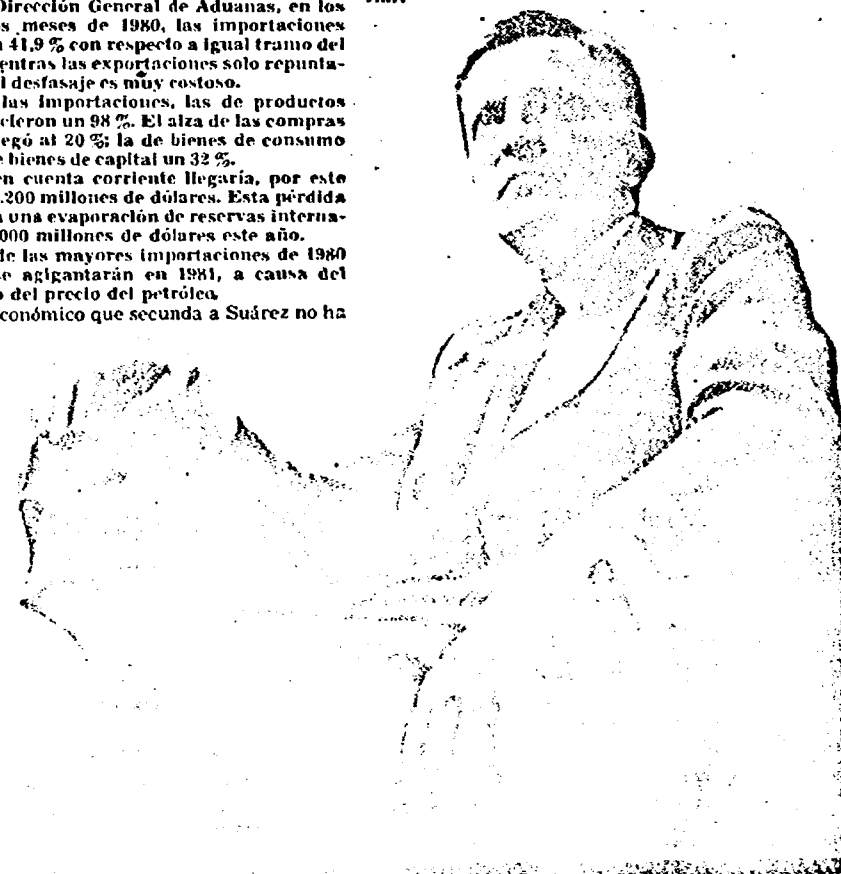 Dirección General de Aduanas, en los
s meses de 1980, las importaciones
n 41,9 % con respecto a igual tramo del
entras las exportaciones solo repunta-
l desfasaje es muy costoso.
las importaciones, las de productos
cieron un 98 %. El alza de las compras
egó al 20 %; la de bienes de consumo
e bienes de capital un 32 %.
en cuenta corriente llegaría, por este
.200 millones de dólares. Esta pérdida
a una evaporación de reservas interna-
000 millones de dólares este año.
de las mayores importaciones de 1980
se agigantarán en 1981, a causa del
o del precio del petróleo,
conómico que secunda a Suárez no ha